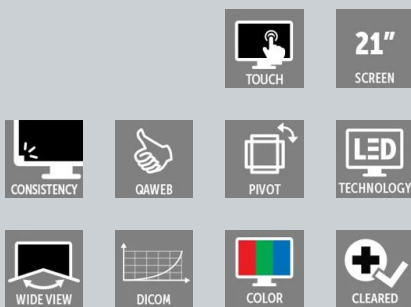 TOUCH
21"
SCREEN
CONSISTENCY
QAWEB
PIVOT
LED
TECHNOLOGY
WIDE VIEW
DICOM
COLOR
CLEARED